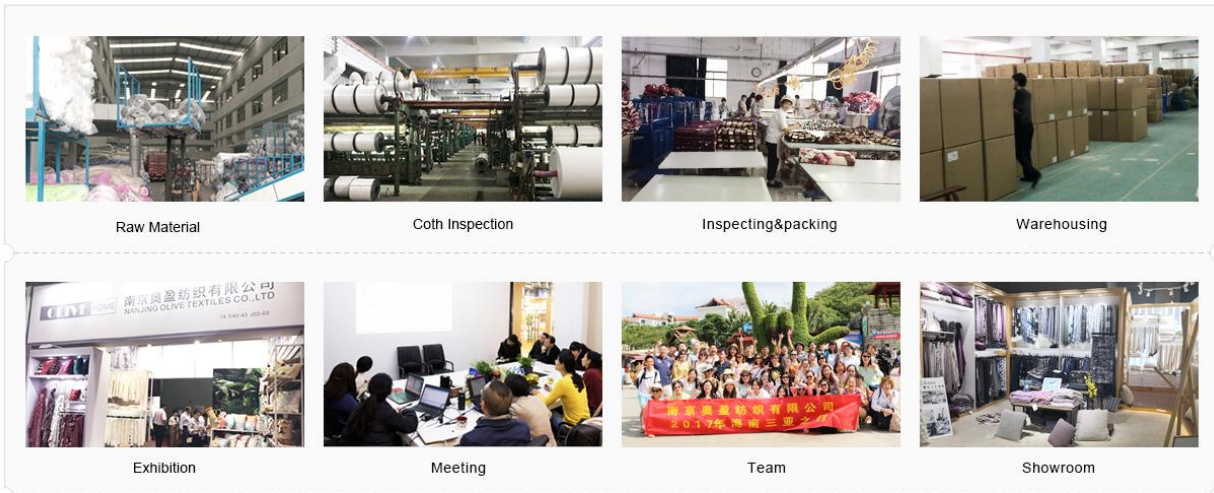 Raw Material
Coth Inspection
Inspecting&packing
Warehousing
OLIVE HOME
南京奥盈纺织有限公司
NANJING OLIVE TEXTILES CO.,LTD
南京奥盈纺织有限公司
2017年海南三亚之行
Exhibition
Meeting
Team
Showroom